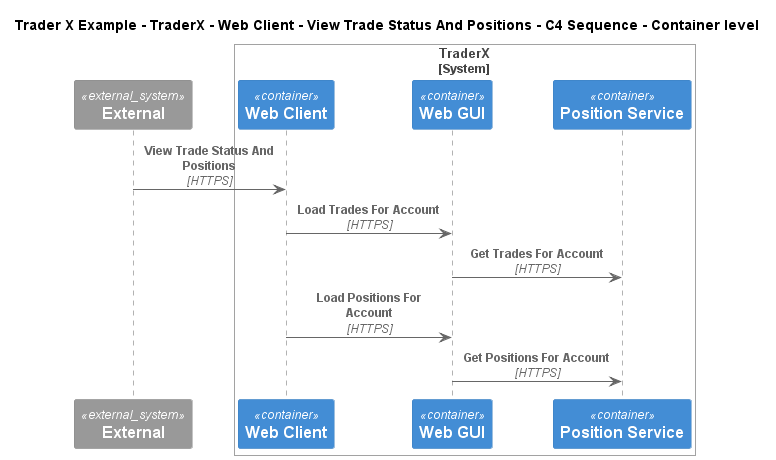 Trader X Example - TraderX - Web Client - View Trade Status And Positions - C4 Sequence - Container level
TraderX
[System]
«external_system»
External
«container»
Web Client
«container»
Web GUI
«container»
Position Service
View Trade Status And
Positions
[HTTPS]
Load Trades For Account
[HTTPS]
Get Trades For Account
[HTTPS]
Load Positions For
Account
[HTTPS]
Get Positions For Account
[HTTPS]
«external_system»
External
«container»
Web Client
«container»
Web GUI
«container»
Position Service